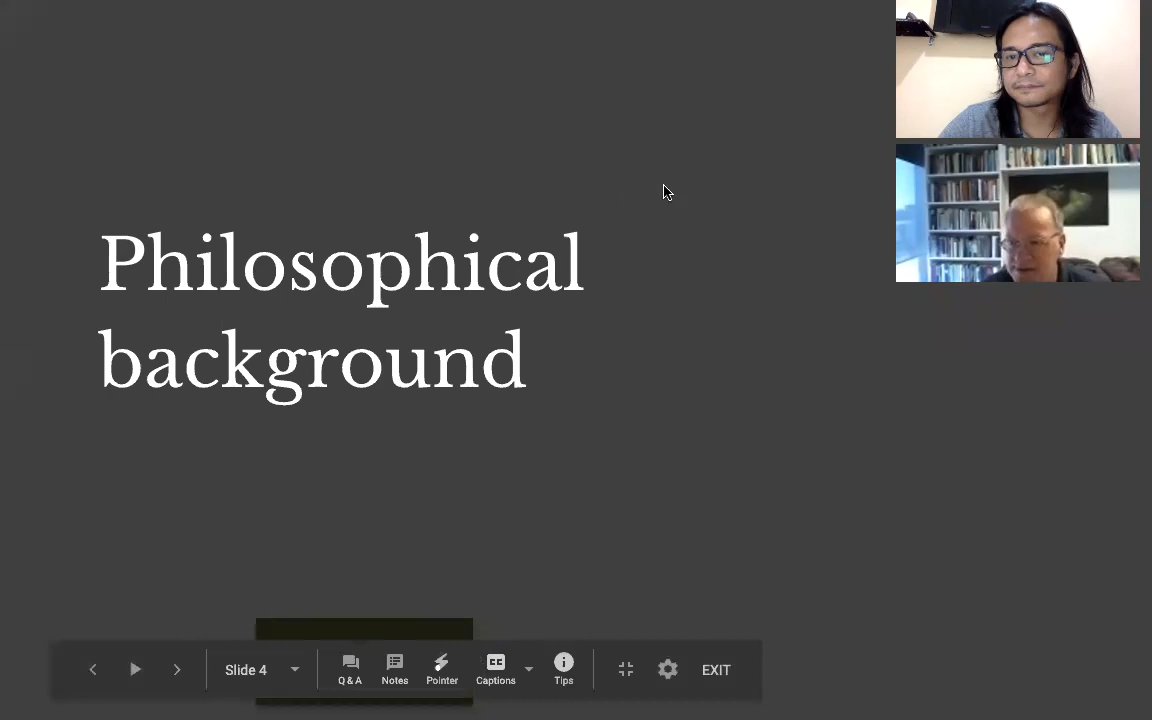 Philosophical
background
Slide 4
Q & A
Notes
Pointer
Captions
Tips
EXIT